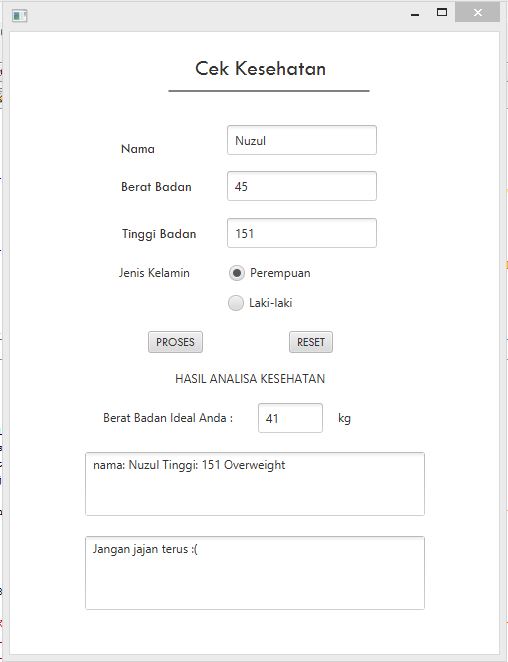 Cek Kesehatan
Nama
Nuzul
Berat Badan
45
Tinggi Badan
151
Jenis Kelamin
Perempuan
Laki-laki
PROSES
RESET
HASIL ANALISA KESEHATAN
Berat Badan Ideal Anda :
41
kg
nama: Nuzul Tinggi: 151 Overweight
Jangan jajan terus :(